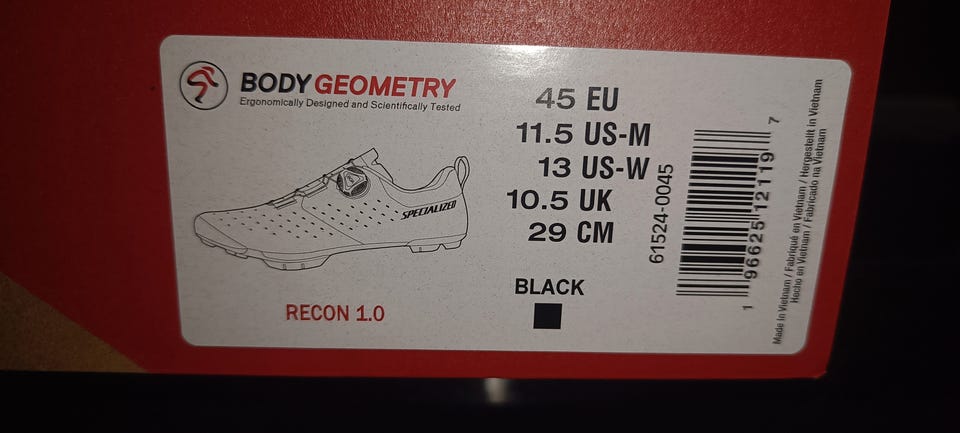 BODY GEOMETRY
Ergonomically Designed and Scientifically Tested
SPECIALIZED
RECON 1.0
45 EU
11.5 US-M
13 US-W
10.5 UK
29 CM
BLACK
61524-0045
1 96625 12119 7
Made in Vietnam / Fabriqué en Vietnam / Hergestellt in Vietnam
Hecho en Vietnam / Fabricado na Vietnam